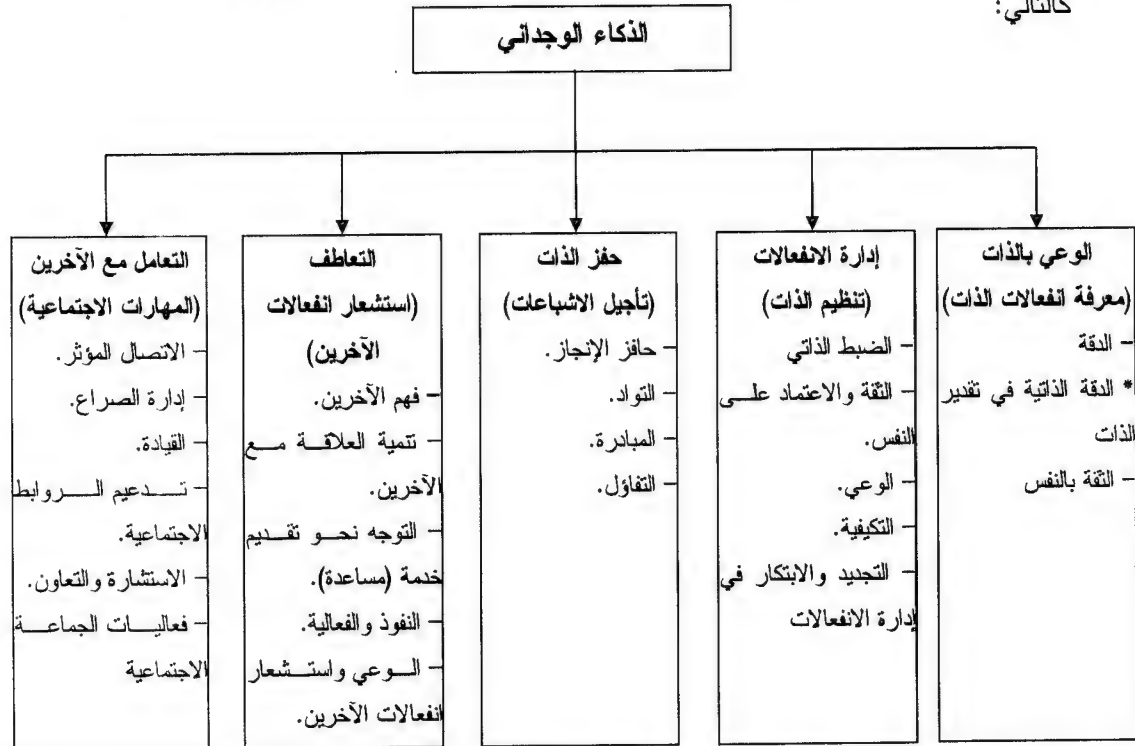 كالتالي:
الذكاء الوجداني
الوعي بالذات
(معرفة انفعالات الذات)
– الدقة
* الدقة الذاتية في تقدير
الذات
– الثقة بالنفس
إدارة الانفعالات
(تنظيم الذات)
– الضبط الذاتي
– الثقة والاعتماد على
النفس.
– الوعي.
– التكيفية.
– التجديد والابتكار في
إدارة الانفعالات
حفز الذات
(تأجيل الاشباعات)
– حافز الإنجاز.
– التواد.
– المبادرة.
– التفاؤل.
التعاطف
(استشعار انفعالات
الآخرين)
– فهم الآخرين.
– تنمية العلاقة مع
الآخرين.
– التوجه نحو تقديم
خدمة (مساعدة).
– النفوذ والفعالية.
– الوعي واستشعار
انفعالات الآخرين.
التعامل مع الآخرين
(المهارات الاجتماعية)
– الاتصال المؤثر.
– إدارة الصراع.
– القيادة.
– تدعيم الروابط
الاجتماعية.
– الاستشارة والتعاون.
– فعاليات الجماعة
الاجتماعية